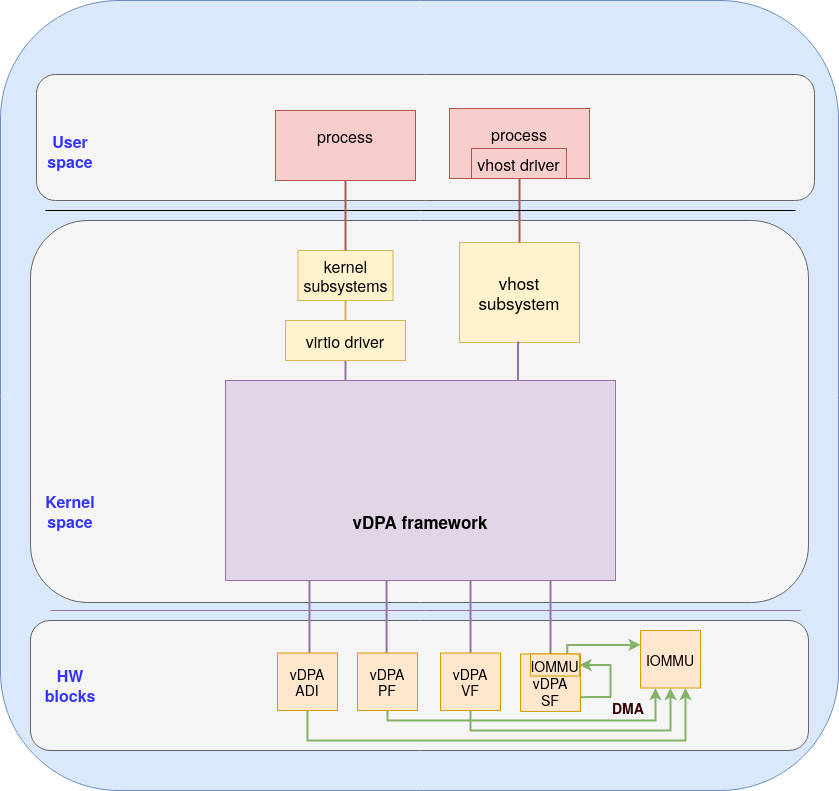 User
space
process
process
vhost driver
kernel
subsystems
vhost
subsystem
virtio driver
Kernel
space
vDPA framework
HW
blocks
vDPA
ADI
vDPA
PF
vDPA
VF
IOMMU
vDPA
SF
IOMMU
DMA